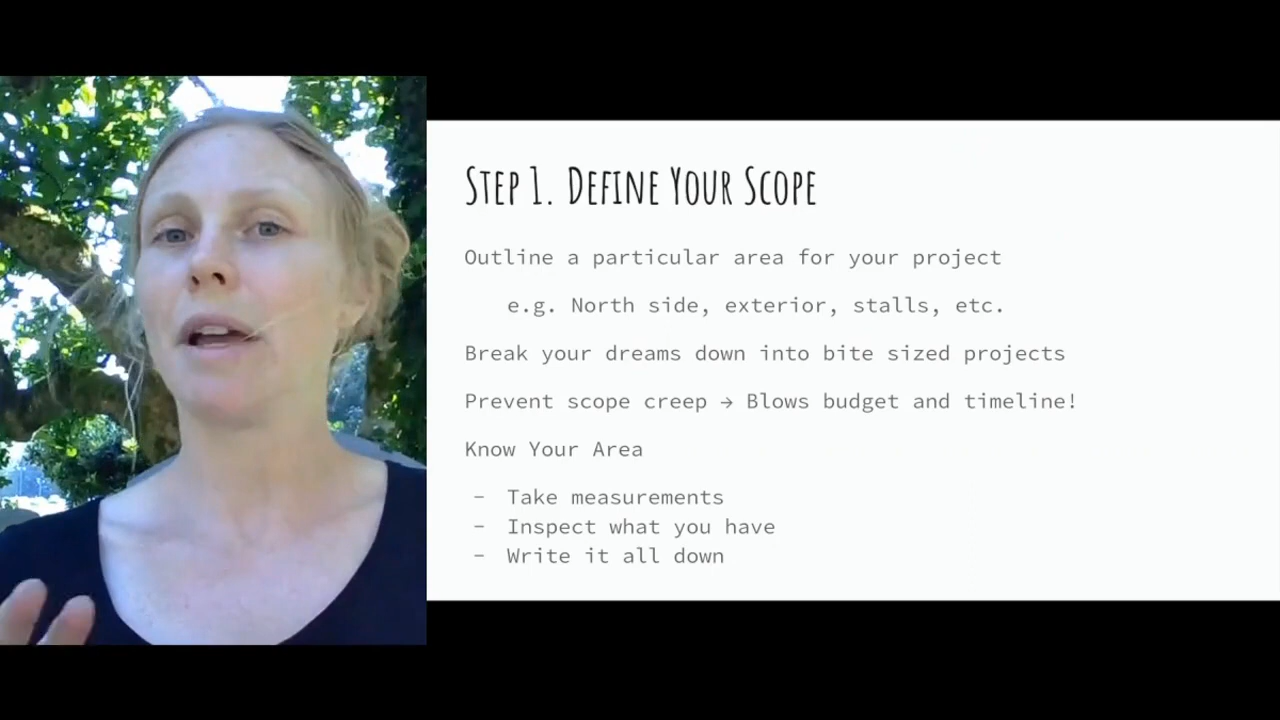 Step 1. Define Your Scope
Outline a particular area for your project
e.g. North side, exterior, stalls, etc.
Break your dreams down into bite sized projects
Prevent scope creep → Blows budget and timeline!
Know Your Area
- Take measurements
- Inspect what you have
- Write it all down